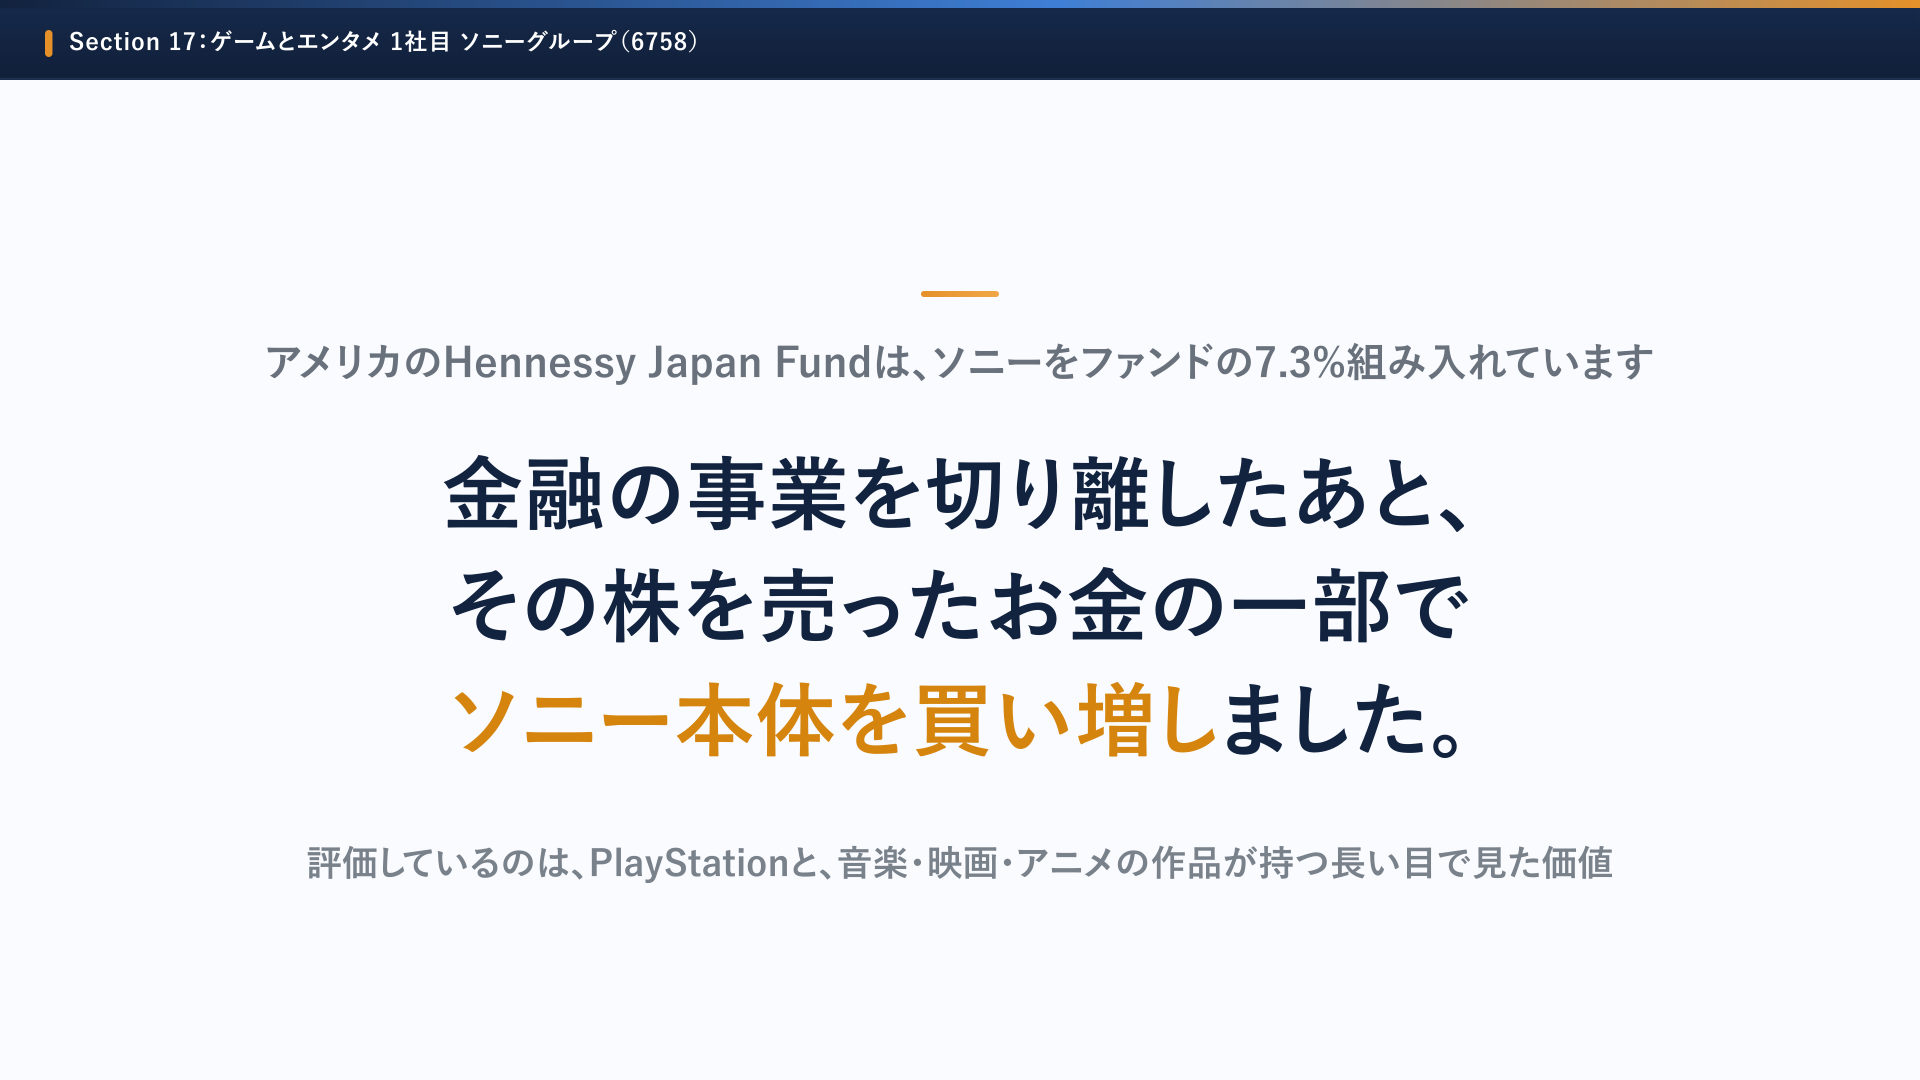 Section 17：ゲームとエンタメ 1社目 ソニーグループ（6758）
アメリカのHennessy Japan Fundは、ソニーをファンドの7.3%組み入れています
金融の事業を切り離したあと、
その株を売ったお金の一部で
ソニー本体を買い増しました。
評価しているのは、PlayStationと、音楽・映画・アニメの作品が持つ長い目で見た価値